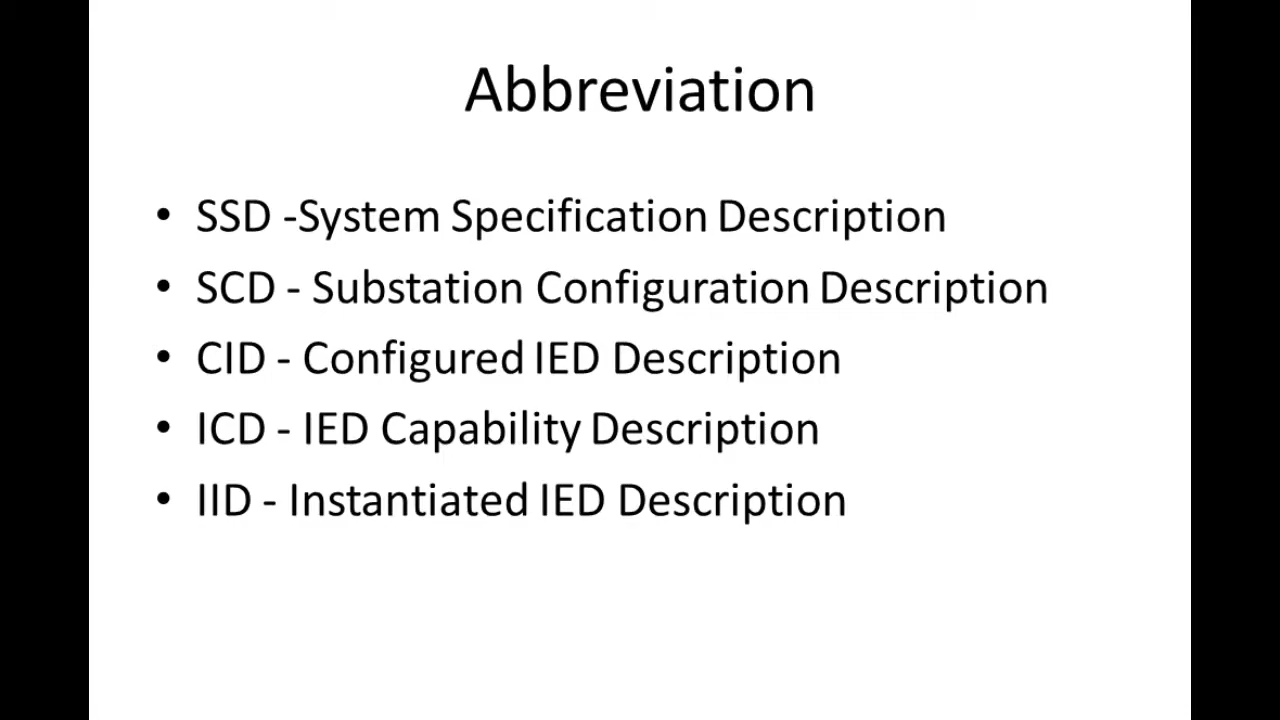 Abbreviation
• SSD -System Specification Description
• SCD - Substation Configuration Description
• CID - Configured IED Description
• ICD - IED Capability Description
• IID - Instantiated IED Description